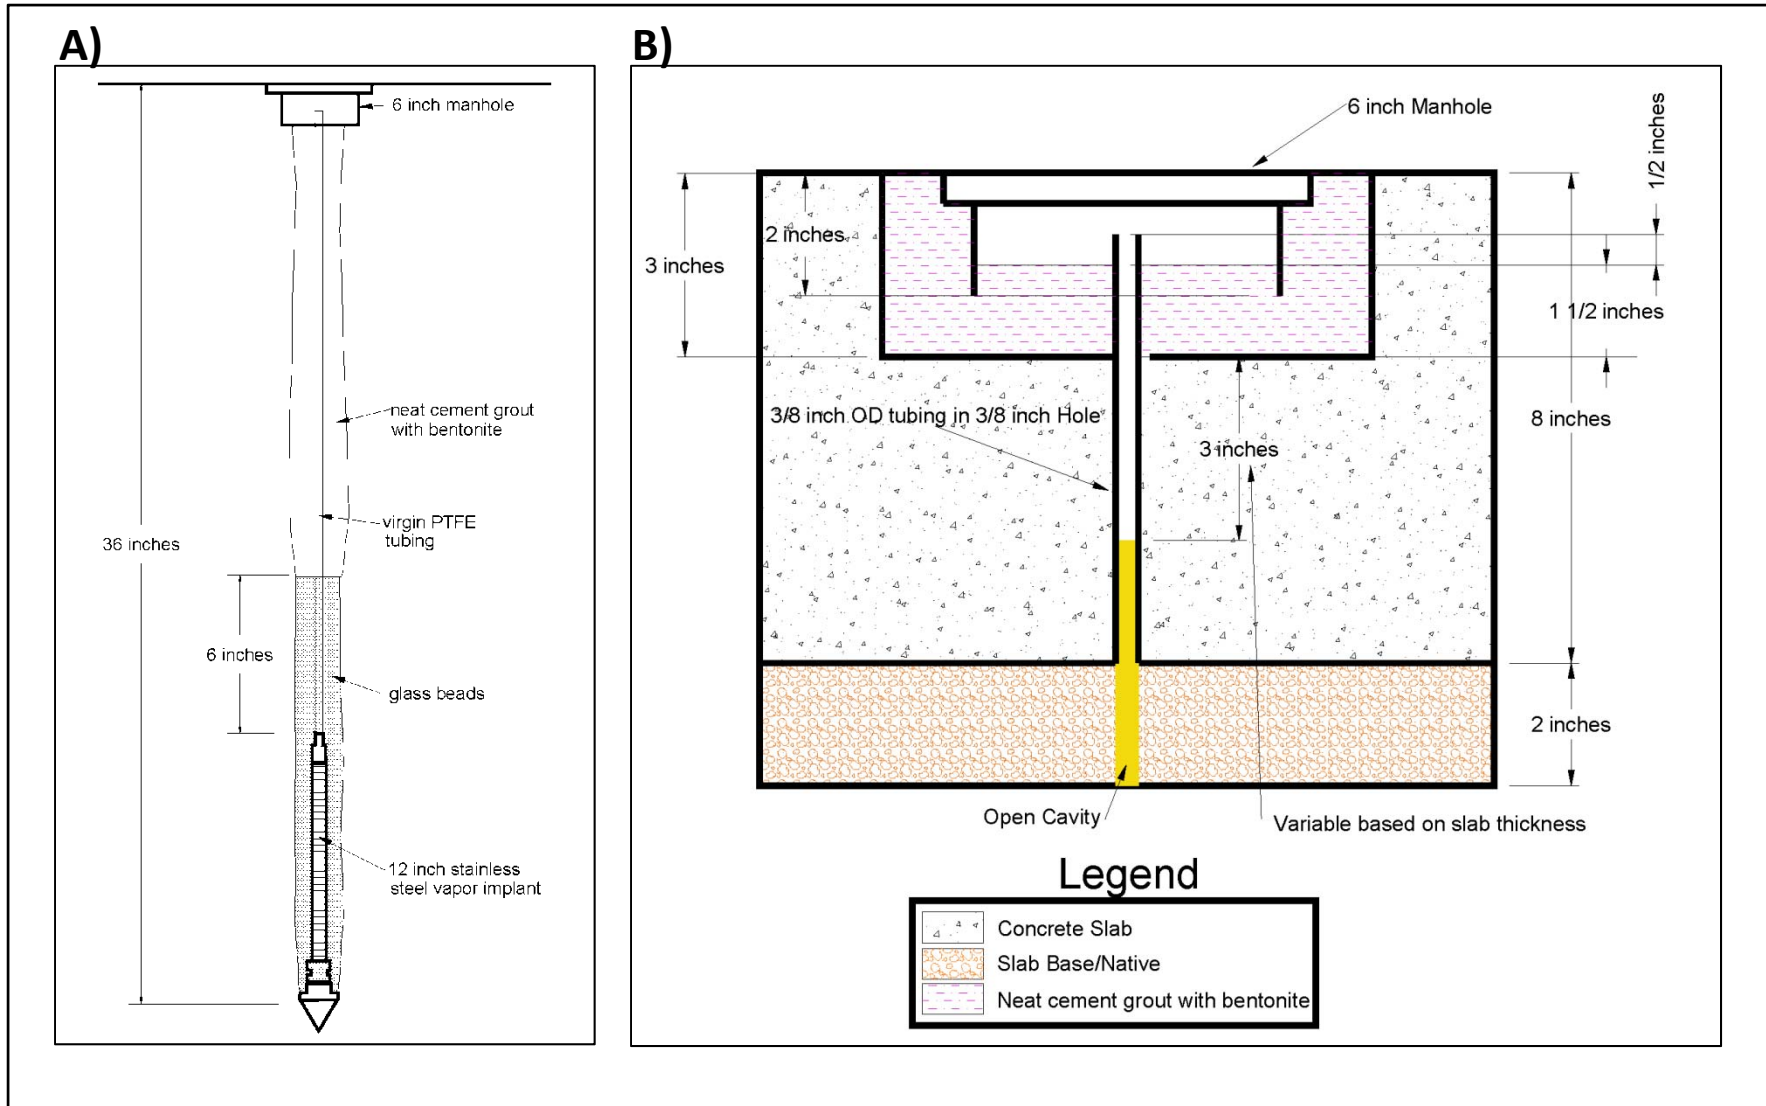 A)
6 inch manhole
neat cement grout
with bentonite
virgin PTFE
tubing
36 inches
6 inches
glass beads
12 inch stainless
steel vapor implant
B)
6 inch Manhole
1/2 inches
2 inches
3 inches
1 1/2 inches
3/8 inch OD tubing in 3/8 inch Hole
8 inches
3 inches
2 inches
Open Cavity
Variable based on slab thickness
Legend
Concrete Slab
Slab Base/Native
Neat cement grout with bentonite